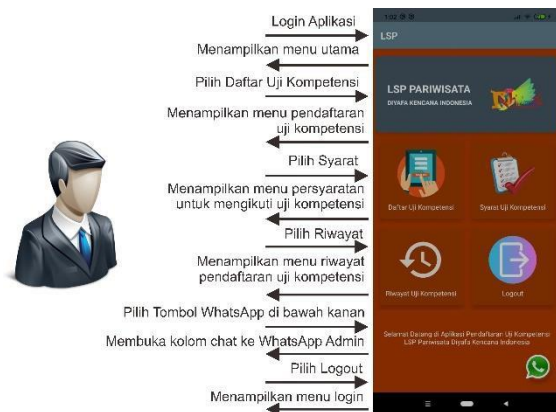 Login Aplikasi
Menampilkan menu utama
Pilih Daftar Uji Kompetensi
Menampilkan menu pendaftaran
uji kompetensi
Pilih Syarat
Menampilkan menu persyaratan
untuk mengikuti uji kompetensi
Pilih Riwayat
Menampilkan menu riwayat
pendaftaran uji kompetensi
Pilih Tombol WhatsApp di bawah kanan
Membuka kolom chat ke WhatsApp Admin
Pilih Logout
Menampilkan menu login
1:02
LSP
LSP PARIWISATA
DIYAFA KENCANA INDONESIA
Daftar Uji Kompetensi
Syarat Uji Kompetensi
Riwayat Uji Kompetensi
Logout
Selamat Datang di Aplikasi Pendaftaran Uji Kompetensi
LSP Pariwisata Diyafa Kencana Indonesia